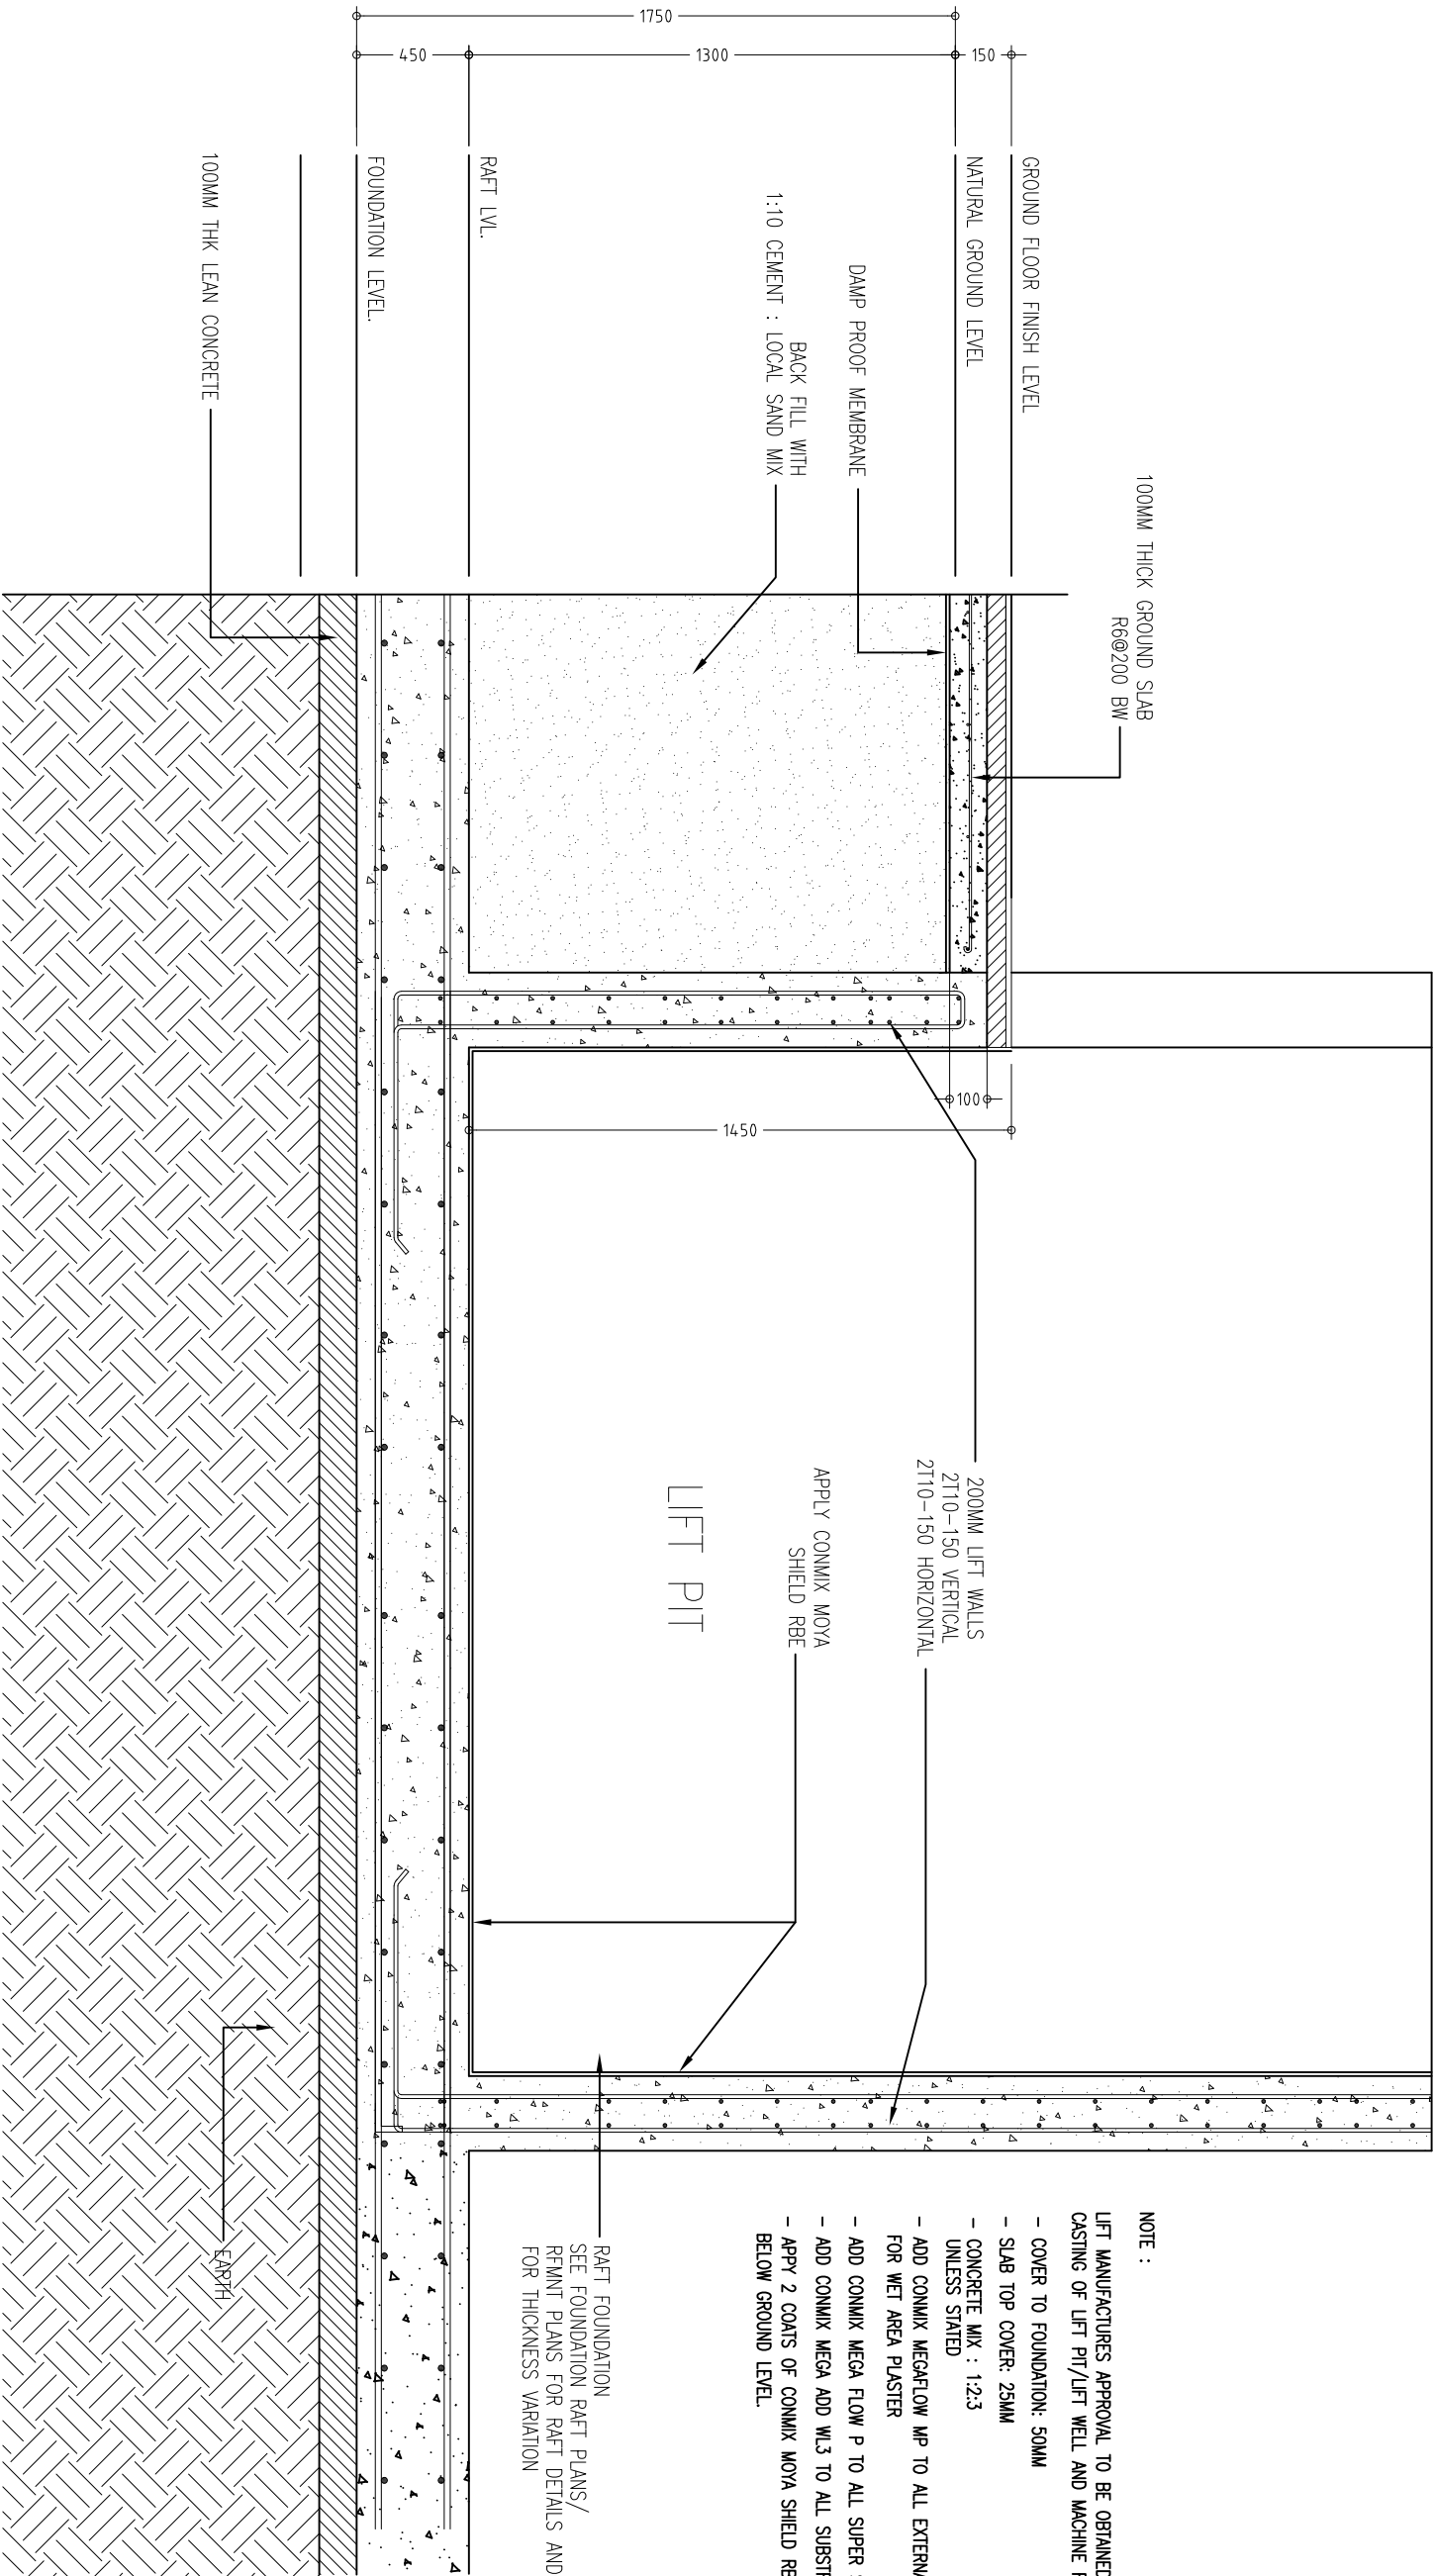 1750
450
1300
150
GROUND FLOOR FINISH LEVEL
NATURAL GROUND LEVEL
RAFT LVL.
FOUNDATION LEVEL.
100MM THICK GROUND SLAB
R6@200 BW
DAMP PROOF MEMBRANE
BACK FILL WITH
1:10 CEMENT : LOCAL SAND MIX
100MM THK LEAN CONCRETE
100
1450
200MM LIFT WALLS
2T10-150 VERTICAL
2T10-150 HORIZONTAL
APPLY CONMIX MOYA
SHIELD RBE
LIFT PIT
NOTE :
LIFT MANUFACTURES APPROVAL TO BE OBTAINED
CASTING OF LIFT PIT/LIFT WELL AND MACHINE
- COVER TO FOUNDATION: 50MM
- SLAB TOP COVER: 25MM
- CONCRETE MIX : 1:2:3
UNLESS STATED
- ADD CONMIX MEGAFLOW MP TO ALL
FOR WET AREA PLASTER
- ADD CONMIX MEGA FLOW P TO ALL SUPER
- ADD CONMIX MEGA ADD WL3 TO ALL
- APPY 2 COATS OF CONMIX MOYA SHIELD
BELOW GROUND LEVEL.
RAFT FOUNDATION
SEE FOUNDATION RAFT PLANS/
RFMNT PLANS FOR RAFT DETAILS AND
FOR THICKNESS VARIATION
EARTH